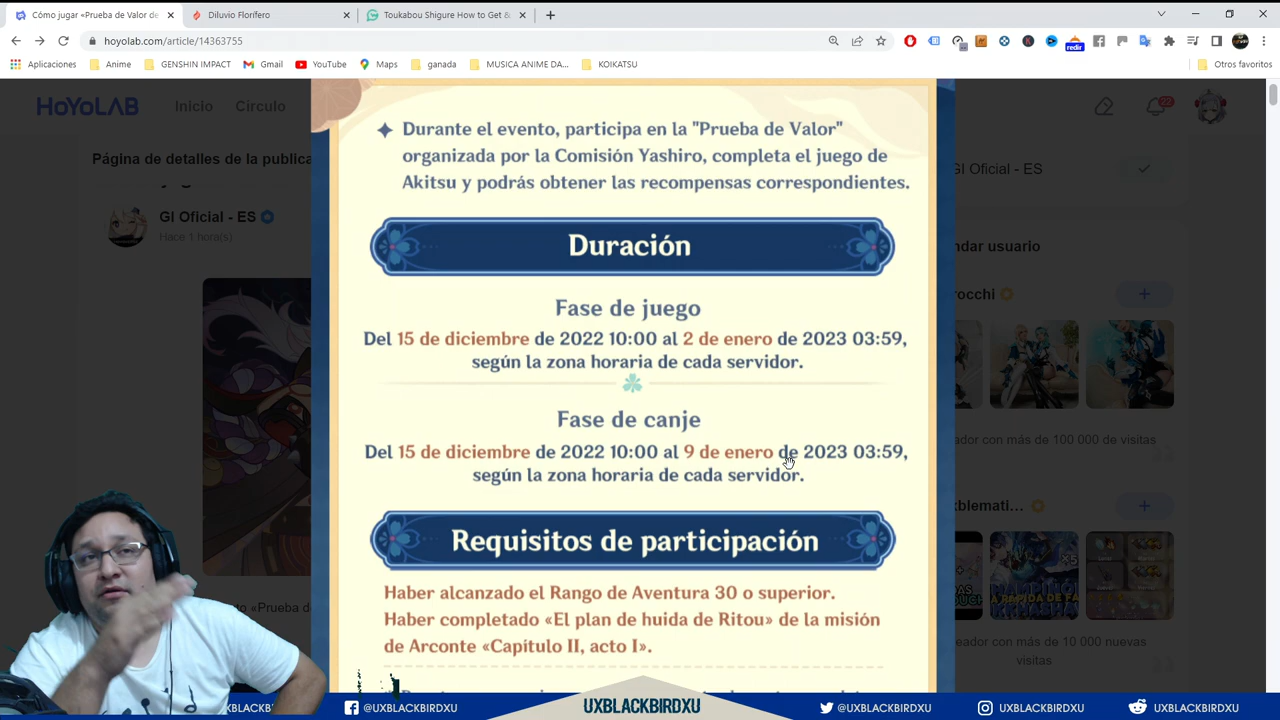 Cómo jugar «Prueba de Valor de
Diluvio Florífero
Toukabou Shigure How to Get &
hoyolab.com/article/14363755
redir
Aplicaciones
Anime
GENSHIN IMPACT
Gmail
YouTube
Maps
ganada
MUSICA ANIME DA...
KOIKATSU
Otros favoritos
HoYoLAB
Inicio
Círculo
22
Página de detalles de la publica
GI Oficial - ES
Hace 1 hora(s)
GI Oficial - ES
ndar usuario
rocchi
eador con más de 100 000 de visitas
xblemati...
x5
eador con más de 10 000 nuevas
visitas
to «Prueba d
Durante el evento, participa en la "Prueba de Valor"
organizada por la Comisión Yashiro, completa el juego de
Akitsu y podrás obtener las recompensas correspondientes.
Duración
Fase de juego
Del 15 de diciembre de 2022 10:00 al 2 de enero de 2023 03:59,
según la zona horaria de cada servidor.
Fase de canje
Del 15 de diciembre de 2022 10:00 al 9 de enero de 2023 03:59,
según la zona horaria de cada servidor.
Requisitos de participación
Haber alcanzado el Rango de Aventura 30 o superior.
Haber completado «El plan de huida de Ritou» de la misión
de Arconte «Capítulo II, acto I».
XBLACKBIRDXU
@UXBLACKBIRDXU
UXBLACKBIRDXU
@UXBLACKBIRDXU
UXBLACKBIRDXU
UXBLACKBIRDXU